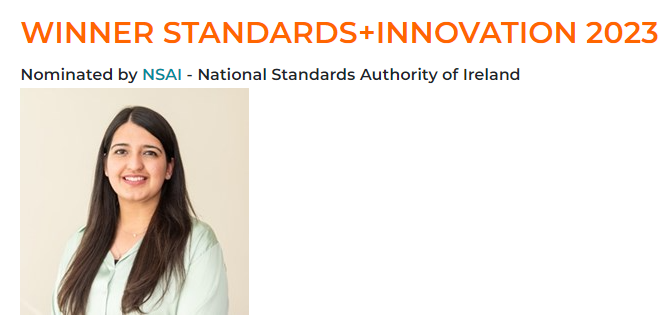 WINNER STANDARDS+INNOVATION 2023
Nominated by NSAI - National Standards Authority of Ireland